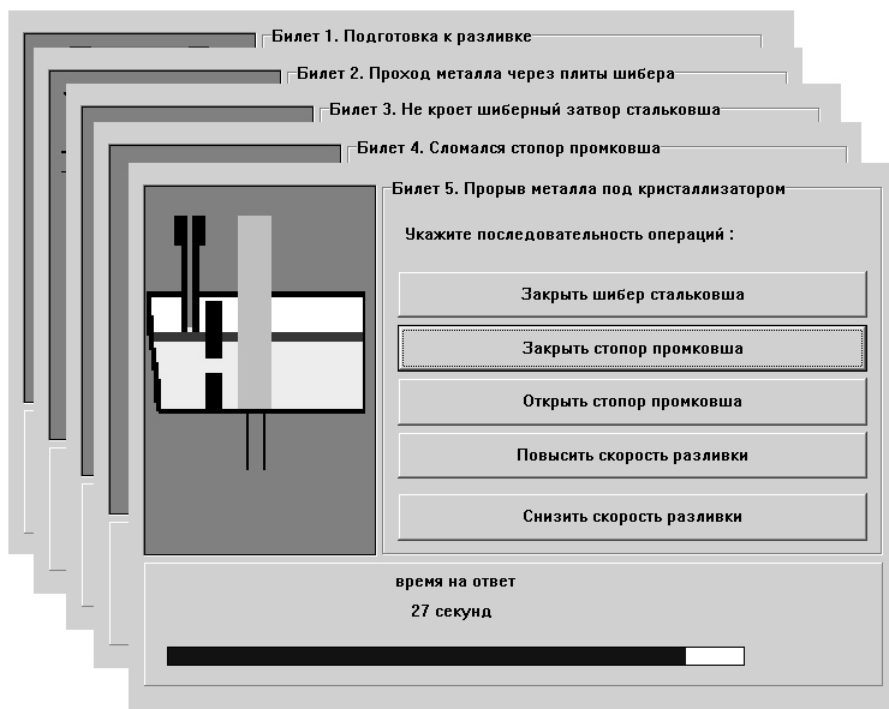 Билет 1. Подготовка к разливке
Билет 2. Проход металла через плиты шибера
Билет 3. Не кроет шиберный затвор стальковша
Билет 4. Сломался стопор промковша
Билет 5. Прорыв металла под кристаллизатором
Укажите последовательность операций :
Закрыть шибер стальковша
Закрыть стопор промковша
Открыть стопор промковша
Повысить скорость разливки
Снизить скорость разливки
время на ответ
27 секунд